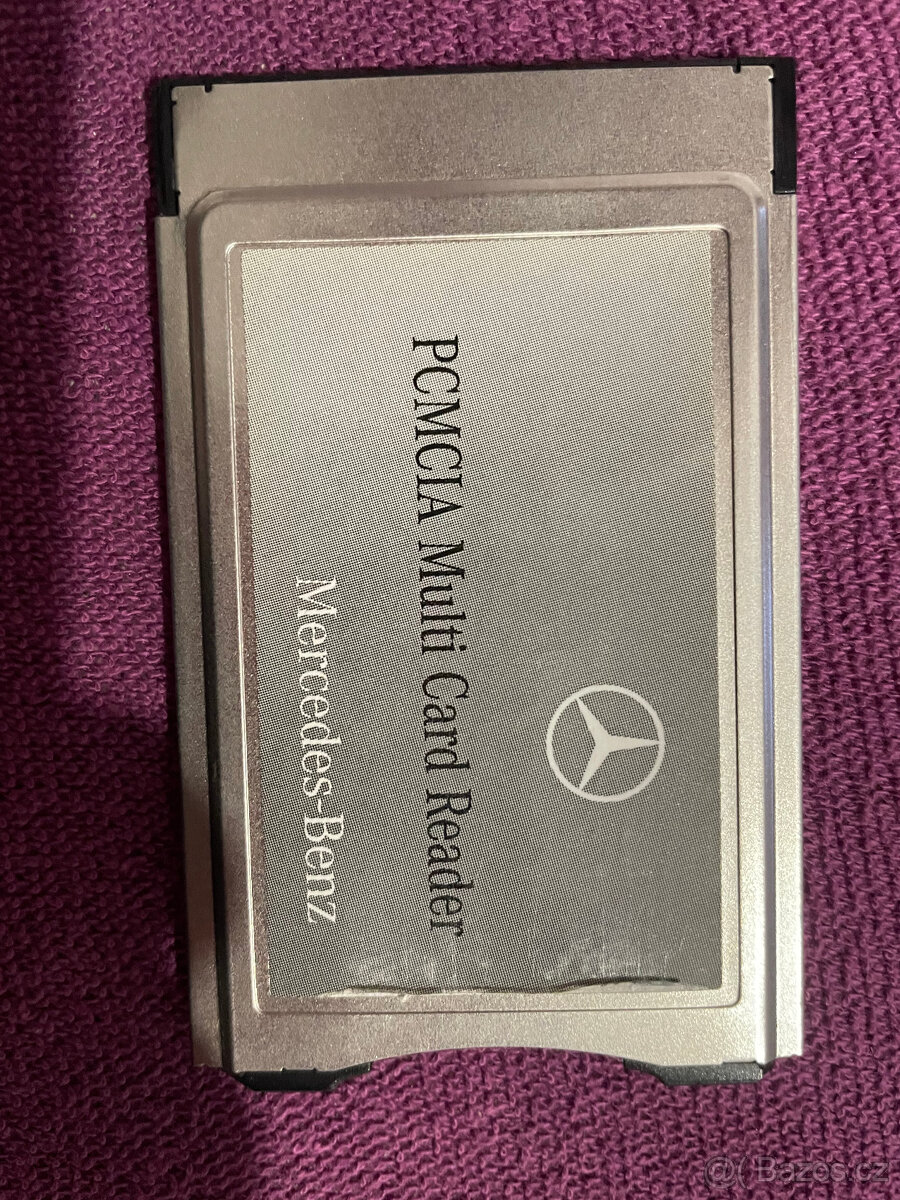 PCMCIA Multi Card Reader
Mercedes-Benz
@( Bazos.cz